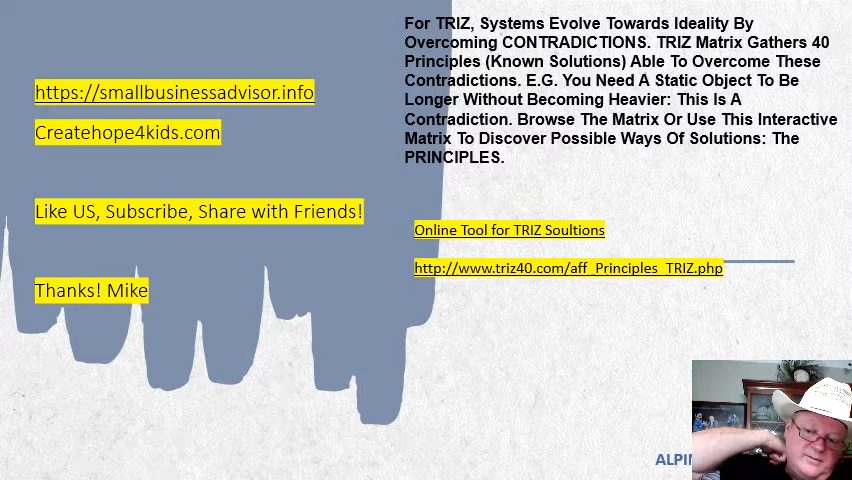 https://smallbusinessadvisor.info
Createhope4kids.com
Like US, Subscribe, Share with Friends!
Thanks! Mike
For TRIZ, Systems Evolve Towards Ideality By
Overcoming CONTRADICTIONS. TRIZ Matrix Gathers 40
Principles (Known Solutions) Able To Overcome These
Contradictions. E.G. You Need A Static Object To Be
Longer Without Becoming Heavier: This Is A
Contradiction. Browse The Matrix Or Use This Interactive
Matrix To Discover Possible Ways Of Solutions: The
PRINCIPLES.
Online Tool for TRIZ Soultions
http://www.triz40.com/aff_Principles_TRIZ.php